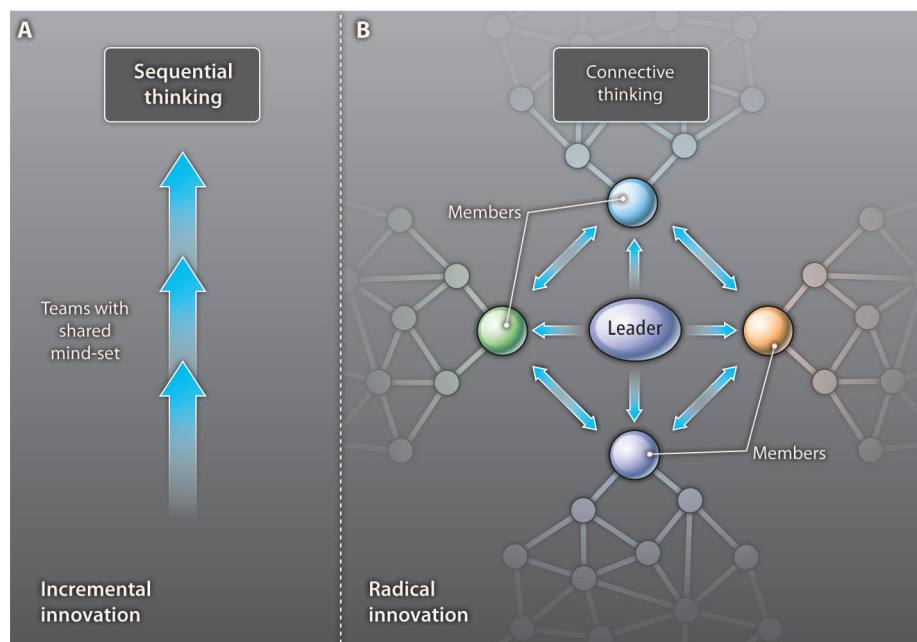 A
Sequential
thinking
Teams with
shared
mind-set
Incremental
innovation
B
Connective
thinking
Members
Leader
Members
Radical
innovation